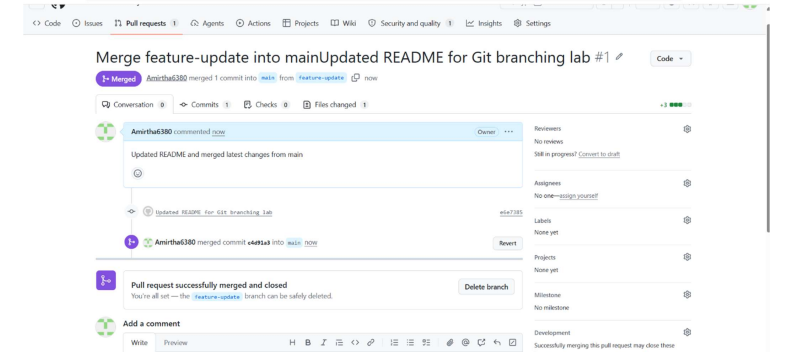 Code Issues Pull requests 1 Agents Actions Projects Wiki Security and quality 1 Insights Settings
Merge feature-update into mainUpdated README for Git branching lab #1
Code
Merged Amirtha6380 merged 1 commit into main from feature-update now
Conversation 0 Commits 1 Checks 0 Files changed 1 +3
Amirtha6380 commented now Owner ...
Updated README and merged latest changes from main
Updated README for Git branching lab e6e7385
Amirtha6380 merged commit c4d91a3 into main now Revert
Pull request successfully merged and closed
You're all set — the feature-update branch can be safely deleted.
Delete branch
Add a comment
Write Preview H B I
Reviewers
No reviews
Still in progress? Convert to draft
Assignees
No one—assign yourself
Labels
None yet
Projects
None yet
Milestone
No milestone
Development
Successfully merging this pull request may close these